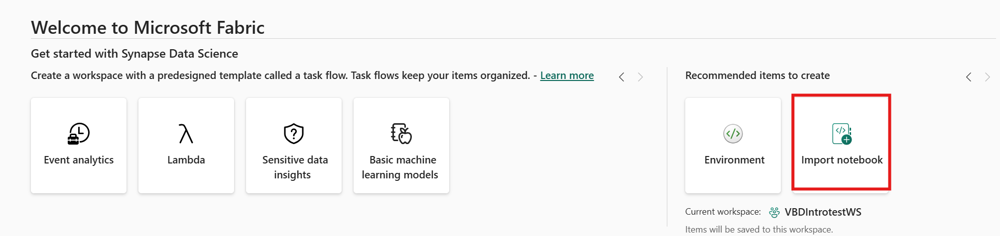 Welcome to Microsoft Fabric
Get started with Synapse Data Science
Create a workspace with a predesigned template called a task flow. Task flows keep your items organized. - Learn more
Event analytics
Lambda
Sensitive data
insights
Basic machine
learning models
Recommended items to create
Environment
Import notebook
Current workspace: VBDIntrotestWS
Items will be saved to this workspace.